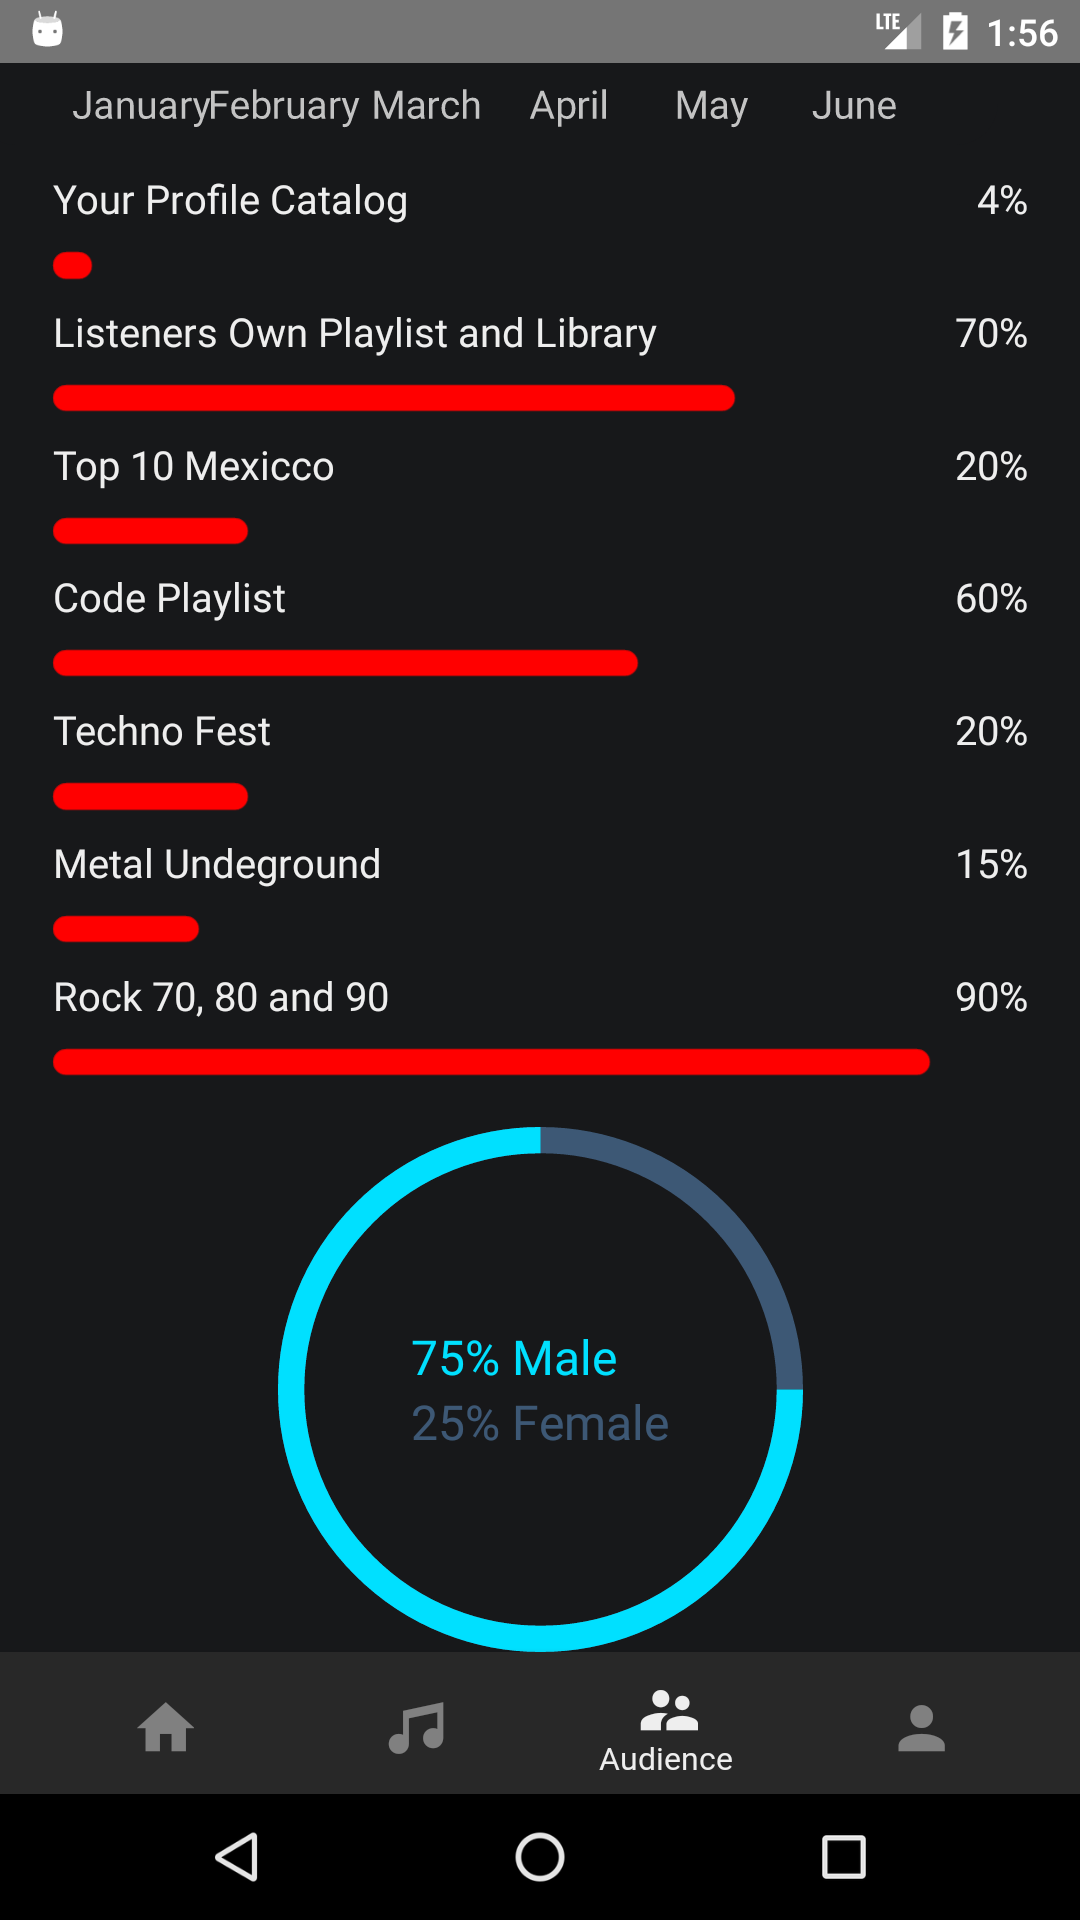 LTE 1:56
January February March April May June
Your Profile Catalog 4%
Listeners Own Playlist and Library 70%
Top 10 Mexicco 20%
Code Playlist 60%
Techno Fest 20%
Metal Undeground 15%
Rock 70, 80 and 90 90%
75% Male
25% Female
Audience